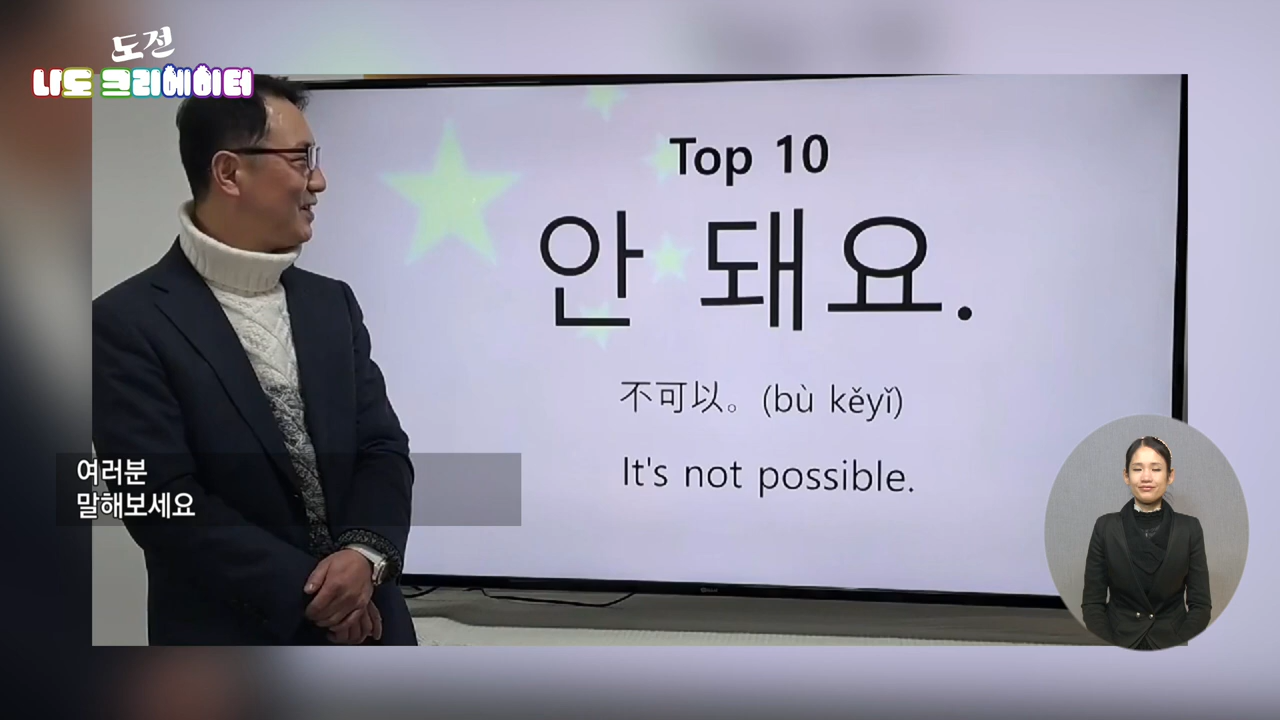 도전
나도 크리에이터
Top 10
안 돼요.
不可以。(bù kěyǐ)
It's not possible.
여러분
말해보세요